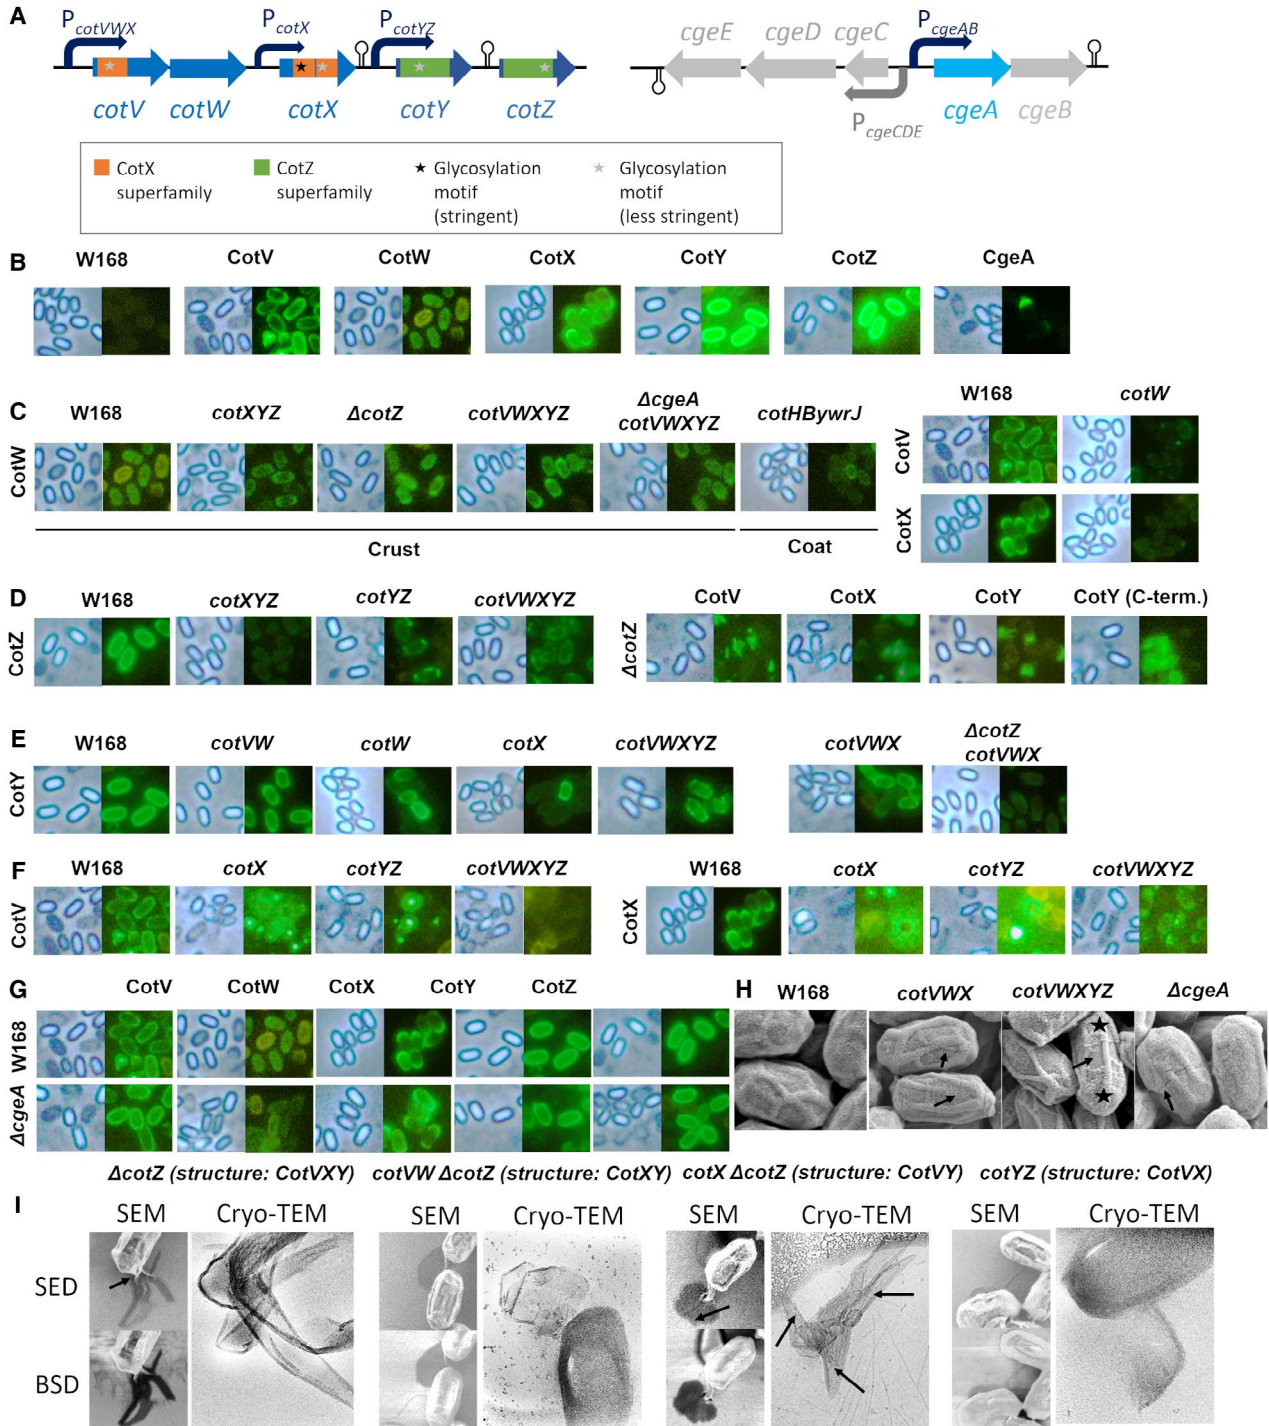 A
PcotVWX PcotX PcotYZ cgeE cgeD cgeC PcgeAB
cotV cotW cotX cotY cotZ PcgeCDE cgeA cgeB
CotX superfamily
CotZ superfamily
Glycosylation motif (stringent)
Glycosylation motif (less stringent)
B
W168 CotV CotW CotX CotY CotZ CgeA
C
W168 cotXYZ ΔcotZ cotVWXYZ ΔcgeA cotVWXYZ cotHBywrJ
CotW
Crust Coat
W168 cotW
CotV
CotX
D
W168 cotXYZ cotYZ cotVWXYZ
CotZ
CotV CotX CotY CotY (C-term.)
ΔcotZ
E
W168 cotVW cotW cotX cotVWXYZ cotVWX ΔcotZ cotVWX
CotY
F
W168 cotX cotYZ cotVWXYZ
CotV
W168 cotX cotYZ cotVWXYZ
CotX
G
CotV CotW CotX CotY CotZ
W168
ΔcgeA
H
W168 cotVWX cotVWXYZ ΔcgeA
I
ΔcotZ (structure: CotVXY) cotVW ΔcotZ (structure: CotXY) cotX ΔcotZ (structure: CotVY) cotYZ (structure: CotVX)
SEM Cryo-TEM SEM Cryo-TEM SEM Cryo-TEM SEM Cryo-TEM
SED
BSD